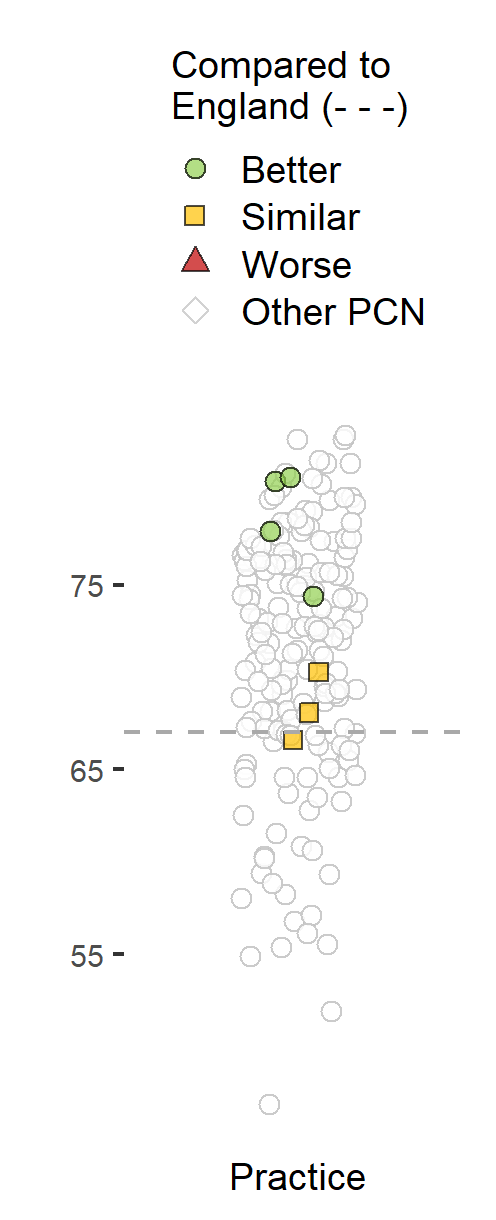 Compared to
England (- - -)
Better
Similar
Worse
Other PCN
75
65
55
Practice